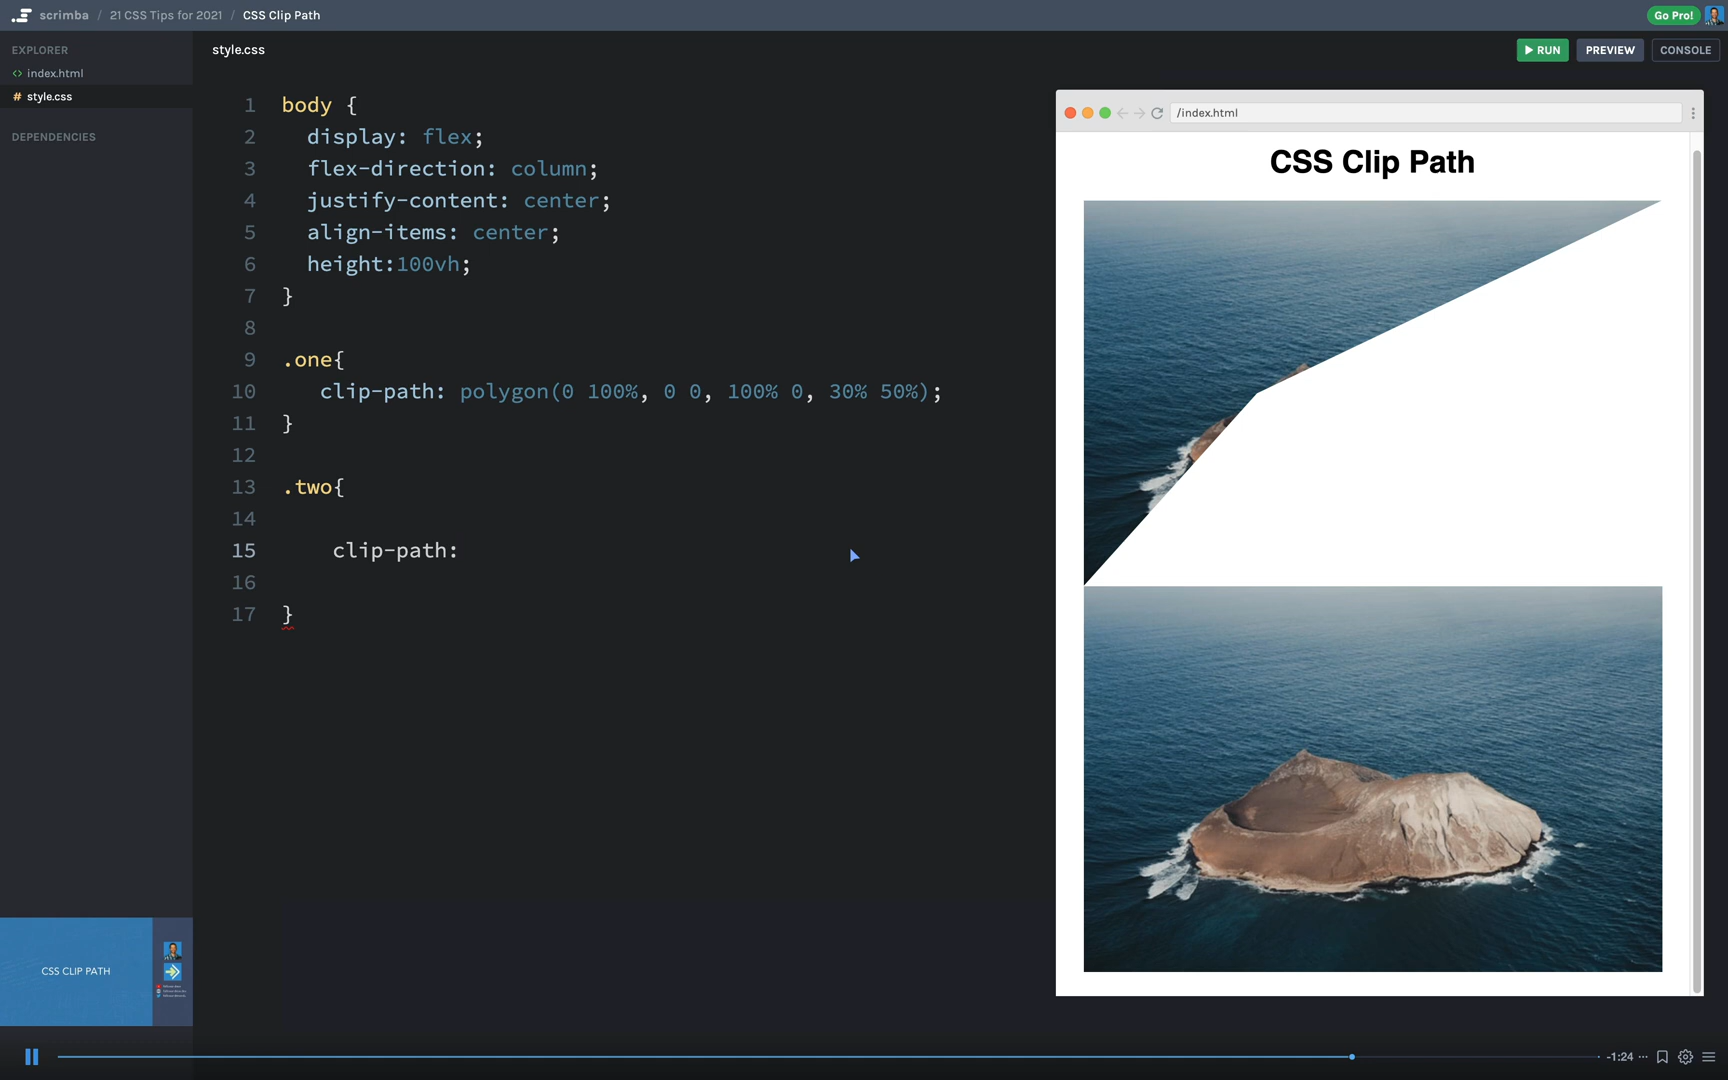 scrimba / 21 CSS Tips for 2021 / CSS Clip Path
Go Pro!
EXPLORER
<> index.html
# style.css
DEPENDENCIES
style.css
RUN
PREVIEW
CONSOLE
1 body {
2 display: flex;
3 flex-direction: column;
4 justify-content: center;
5 align-items: center;
6 height:100vh;
7 }
8
9 .one{
10 clip-path: polygon(0 100%, 0 0, 100% 0, 30% 50%);
11 }
12
13 .two{
14
15 clip-path:
16
17 }
/index.html
CSS Clip Path
CSS CLIP PATH
-1:24